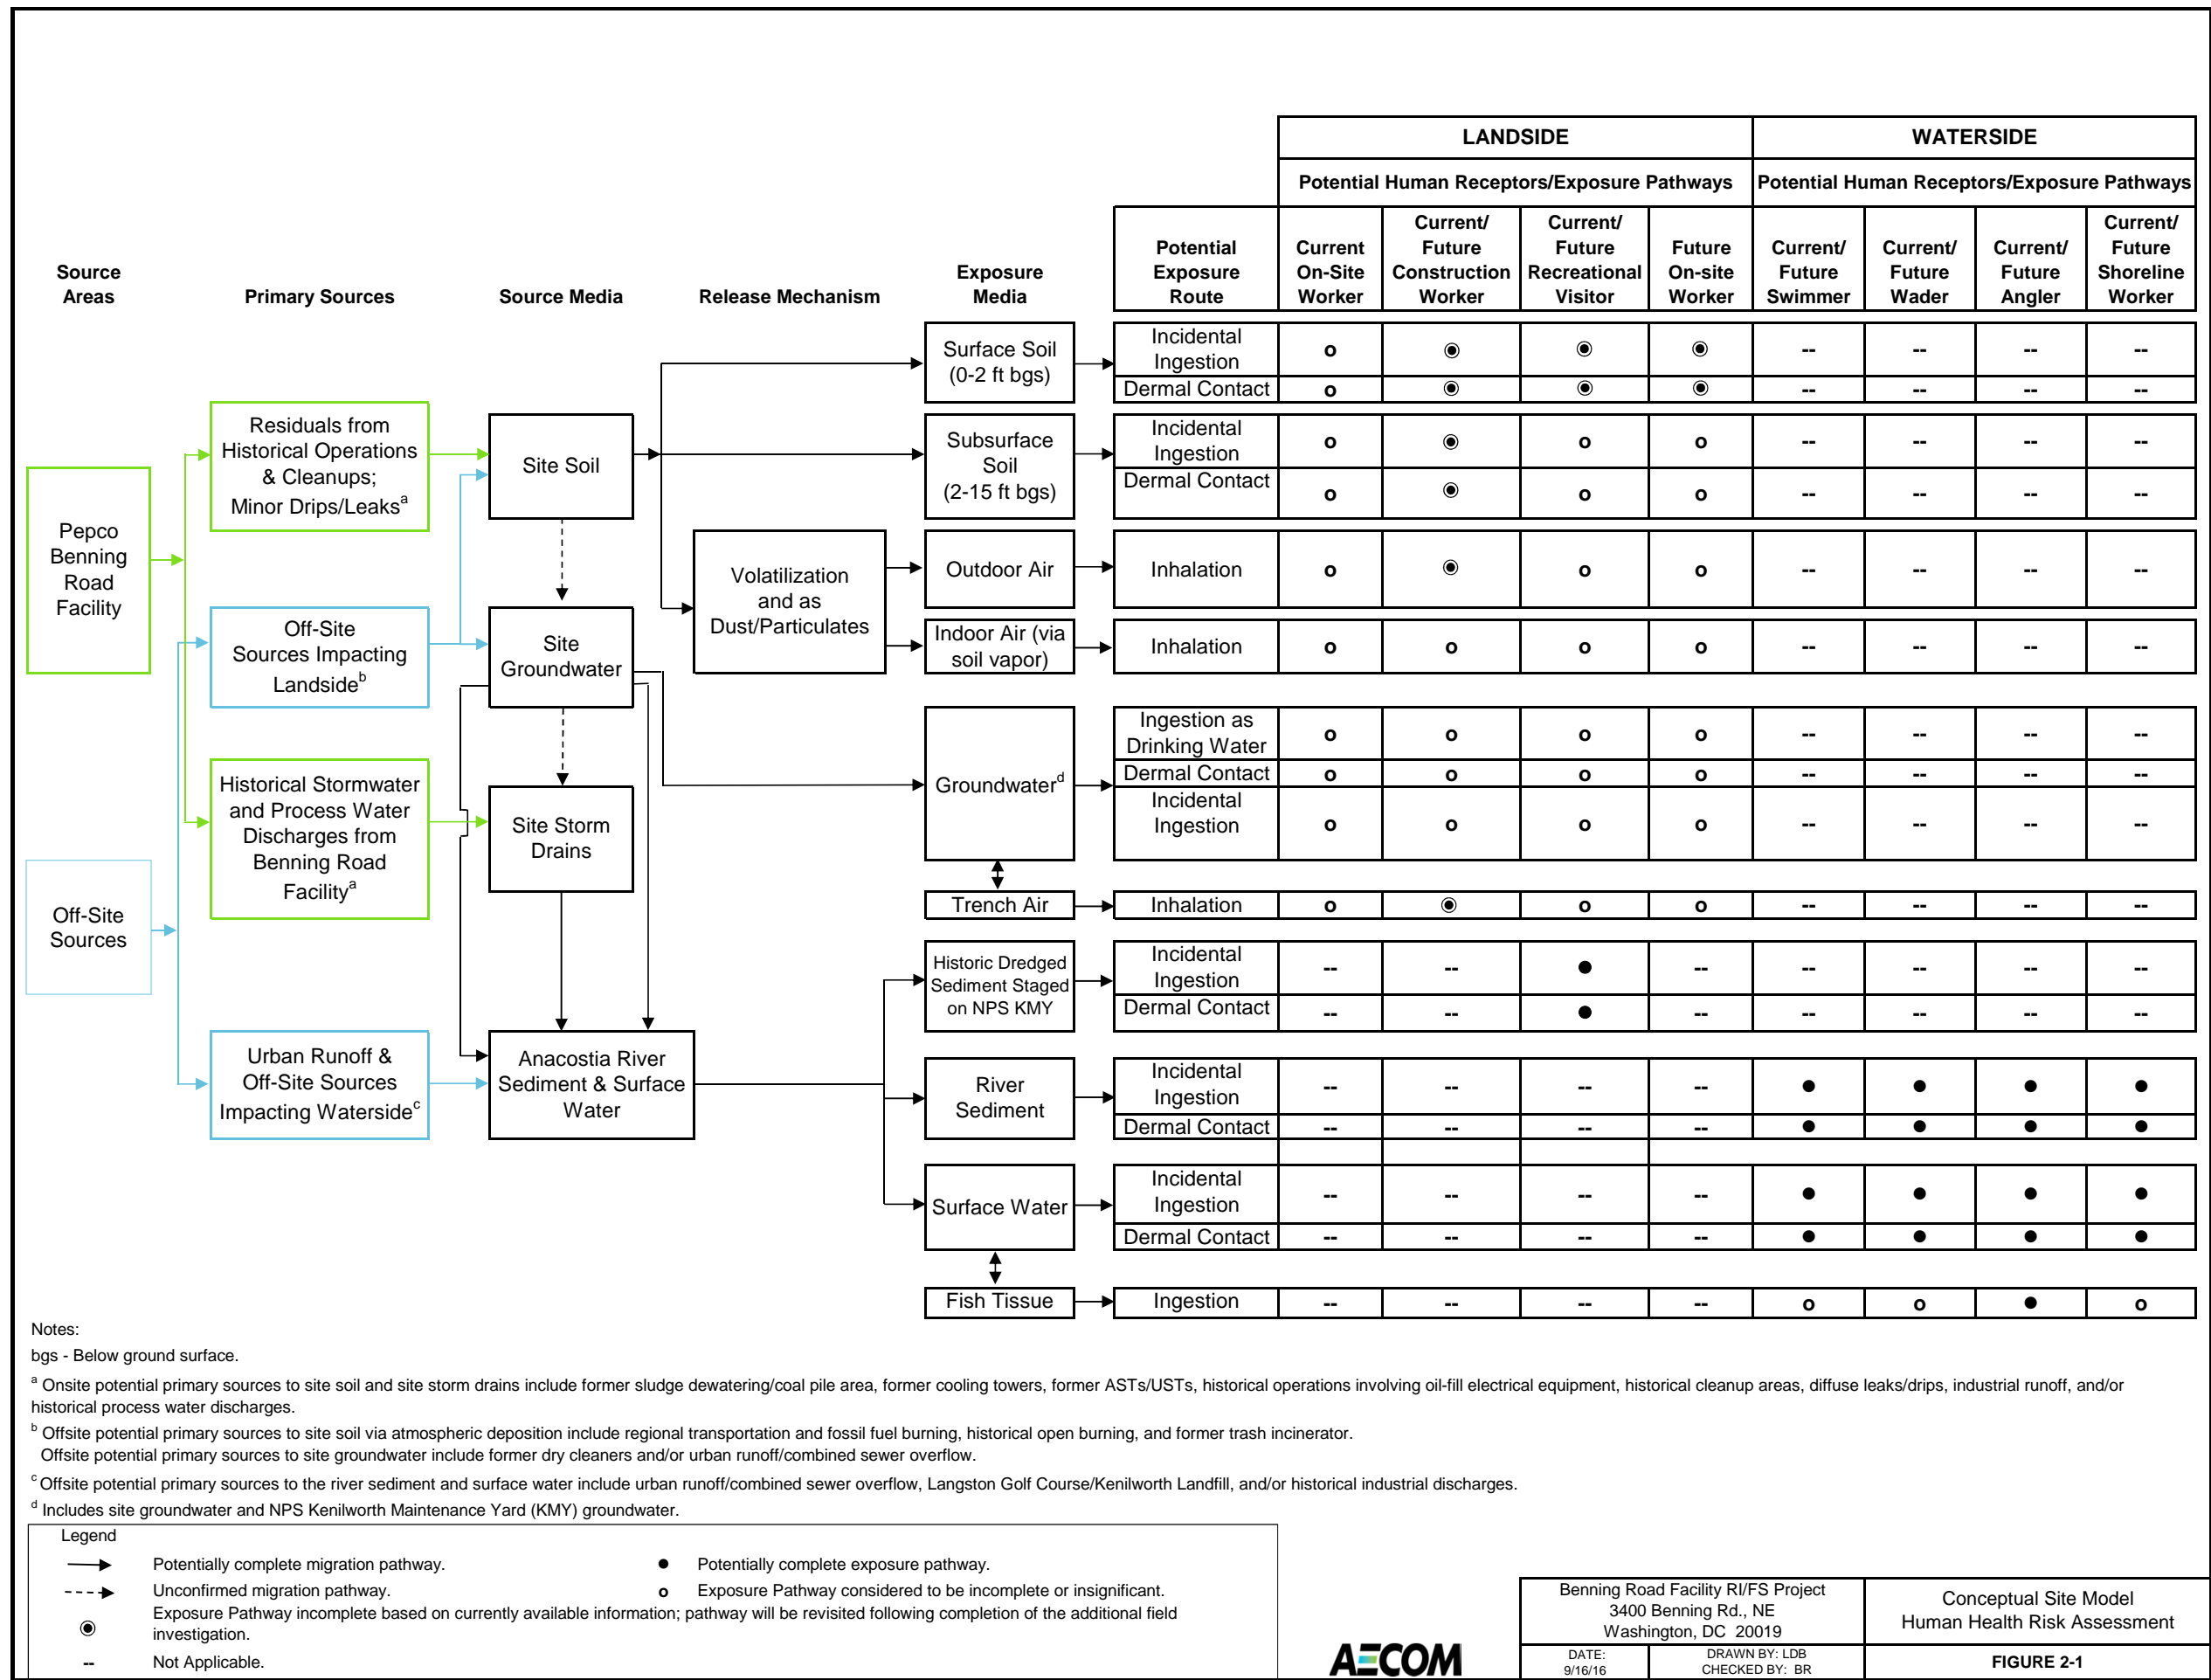 LANDSIDE
WATERSIDE
Potential Human Receptors/Exposure Pathways
Potential Human Receptors/Exposure Pathways
Source
Areas
Primary Sources
Source Media
Release Mechanism
Exposure
Media
Potential
Exposure
Route
Current
On-Site
Worker
Current/
Future
Construction
Worker
Current/
Future
Recreational
Visitor
Future
On-site
Worker
Current/
Future
Swimmer
Current/
Future
Wader
Current/
Future
Angler
Current/
Future
Shoreline
Worker
Pepco
Benning
Road
Facility
Off-Site
Sources
Residuals from
Historical Operations
& Cleanups;
Minor Drips/Leaks^a
Off-Site
Sources Impacting
Landside^b
Historical Stormwater
and Process Water
Discharges from
Benning Road
Facility^a
Urban Runoff &
Off-Site Sources
Impacting Waterside^c
Site Soil
Site
Groundwater
Site Storm
Drains
Anacostia River
Sediment & Surface
Water
Volatilization
and as
Dust/Particulates
Surface Soil
(0-2 ft bgs)
Incidental
Ingestion
o ◉ ◉ ◉ -- -- -- --
Dermal Contact o ◉ ◉ ◉ -- -- -- --
Subsurface
Soil
(2-15 ft bgs)
Incidental
Ingestion
o ◉ o o -- -- -- --
Dermal Contact
o ◉ o o -- -- -- --
Outdoor Air
Inhalation o ◉ o o -- -- -- --
Indoor Air (via
soil vapor)
Inhalation o o o o -- -- -- --
Groundwater^d
Ingestion as
Drinking Water
o o o o -- -- -- --
Dermal Contact o o o o -- -- -- --
Incidental
Ingestion
o o o o -- -- -- --
Trench Air
Inhalation o ◉ o o -- -- -- --
Historic Dredged
Sediment Staged
on NPS KMY
Incidental
Ingestion
-- -- ● -- -- -- -- --
Dermal Contact
-- -- ● -- -- -- -- --
River
Sediment
Incidental
Ingestion
-- -- -- -- ● ● ● ●
Dermal Contact -- -- -- -- ● ● ● ●
Surface Water
Incidental
Ingestion
-- -- -- -- ● ● ● ●
Dermal Contact -- -- -- -- ● ● ● ●
Fish Tissue
Ingestion -- -- -- -- o o ● o
Notes:
bgs - Below ground surface.
^a Onsite potential primary sources to site soil and site storm drains include former sludge dewatering/coal pile area, former cooling towers, former ASTs/USTs, historical operations involving oil-fill electrical equipment, historical cleanup areas, diffuse leaks/drips, industrial runoff, and/or
historical process water discharges.
^b Offsite potential primary sources to site soil via atmospheric deposition include regional transportation and fossil fuel burning, historical open burning, and former trash incinerator.
Offsite potential primary sources to site groundwater include former dry cleaners and/or urban runoff/combined sewer overflow.
^c Offsite potential primary sources to the river sediment and surface water include urban runoff/combined sewer overflow, Langston Golf Course/Kenilworth Landfill, and/or historical industrial discharges.
^d Includes site groundwater and NPS Kenilworth Maintenance Yard (KMY) groundwater.
Legend
Potentially complete migration pathway.
Unconfirmed migration pathway.
● Potentially complete exposure pathway.
o Exposure Pathway considered to be incomplete or insignificant.
◉ Exposure Pathway incomplete based on currently available information; pathway will be revisited following completion of the additional field
investigation.
-- Not Applicable.
AECOM
Benning Road Facility RI/FS Project
3400 Benning Rd., NE
Washington, DC 20019
DATE:
9/16/16
DRAWN BY: LDB
CHECKED BY: BR
Conceptual Site Model
Human Health Risk Assessment
FIGURE 2-1